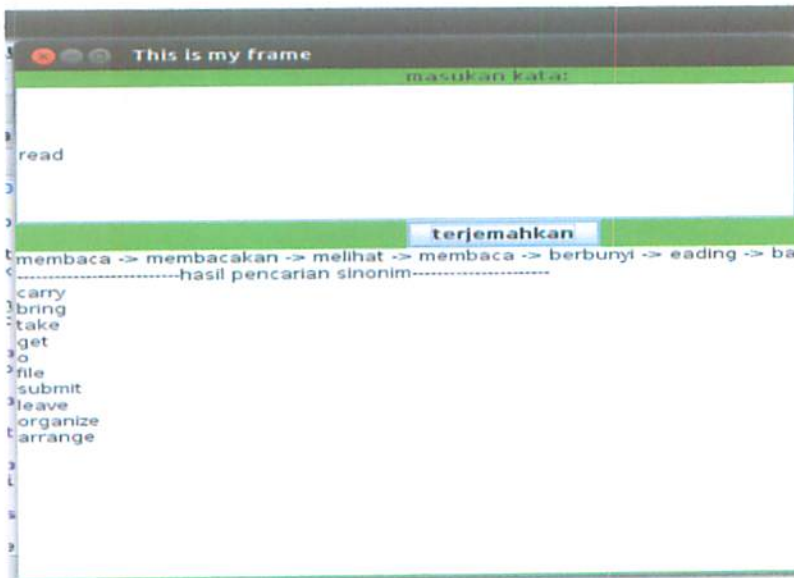 This is my frame
masukan kata:
read
terjemahkan
membaca -> membacakan -> melihat -> membaca -> berbunyi -> eading -> ba
--------------------------hasil pencarian sinonim----------------------
carry
bring
take
get
o
file
submit
leave
organize
arrange